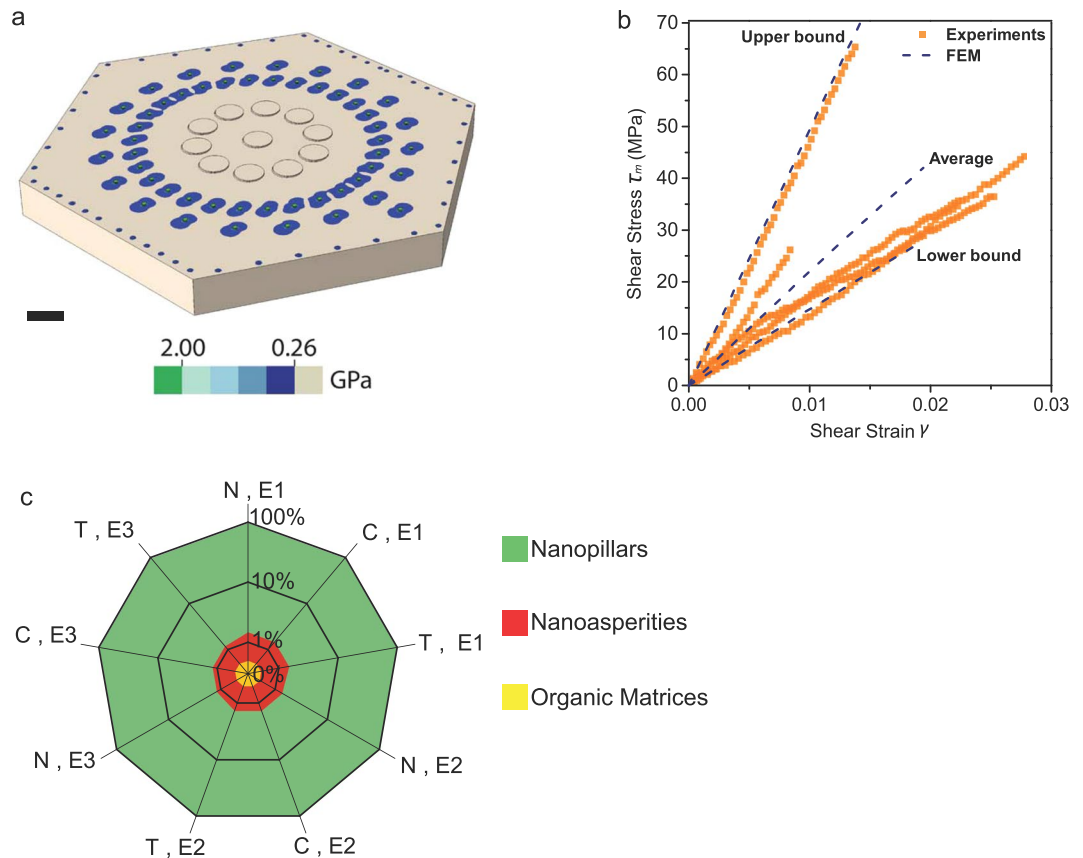 a
2.00 0.26
GPa
b
Upper bound
Experiments
FEM
Average
Lower bound
70
60
50
40
30
20
10
0
Shear Stress τm (MPa)
0.00 0.01 0.02 0.03
Shear Strain γ
c
N , E1
C , E1
T , E1
N , E2
C , E2
T , E2
N , E3
C , E3
T , E3
100%
10%
1%
0%
Nanopillars
Nanoasperities
Organic Matrices